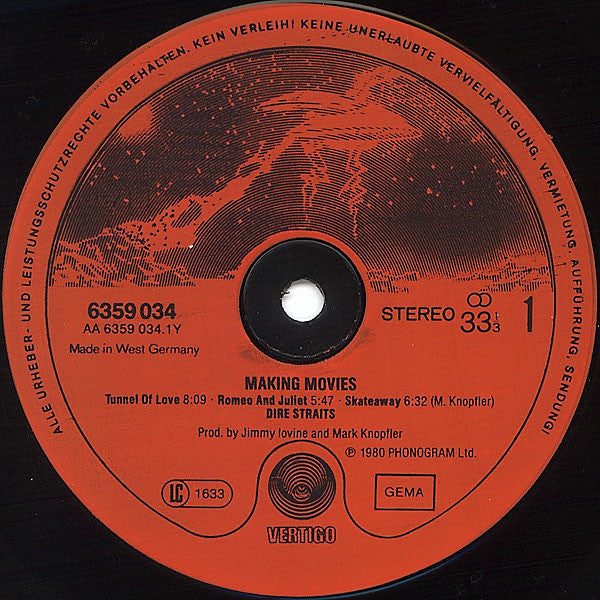 ALLE URHEBER- UND LEISTUNGSSCHUTZRECHTE VORBEHALTEN. KEIN VERLEIH! KEINE UNERLAUBTE VERVIELFÄLTIGUNG, VERMIETUNG, AUFFÜHRUNG, SENDUNG!
6359 034
AA 6359 034.1Y
Made in West Germany
STEREO 33 1/3 1
MAKING MOVIES
Tunnel Of Love 8:09 · Romeo And Juliet 5:47 · Skateaway 6:32 (M. Knopfler)
DIRE STRAITS
Prod. by Jimmy Iovine and Mark Knopfler
℗ 1980 PHONOGRAM Ltd.
LC 1633
GEMA
VERTIGO